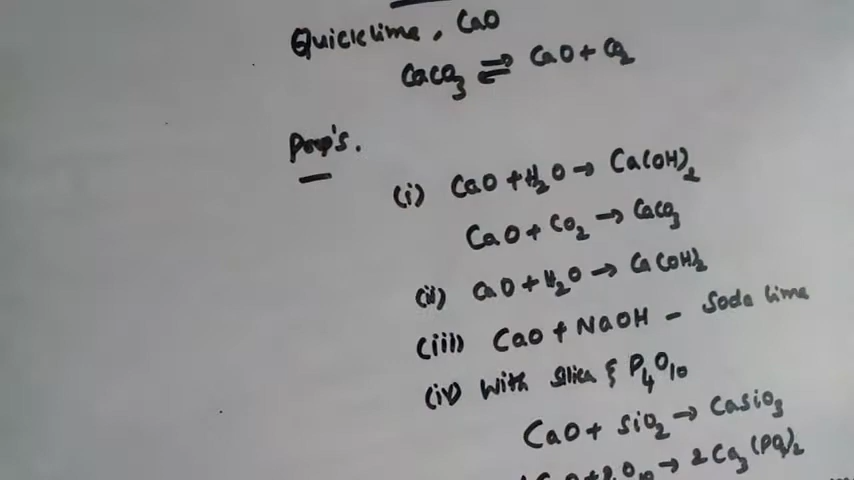 Quicklime, CaO
CaCO3 ⇌ CaO + CO2
Prop's.
(i) CaO + H2O → Ca(OH)2
CaO + CO2 → CaCO3
(ii) CaO + H2O → Ca(OH)2
(iii) CaO + NaOH - Soda lime
(iv) With silica & P4O10
CaO + SiO2 → CaSiO3
→ 2Ca3(PO4)2